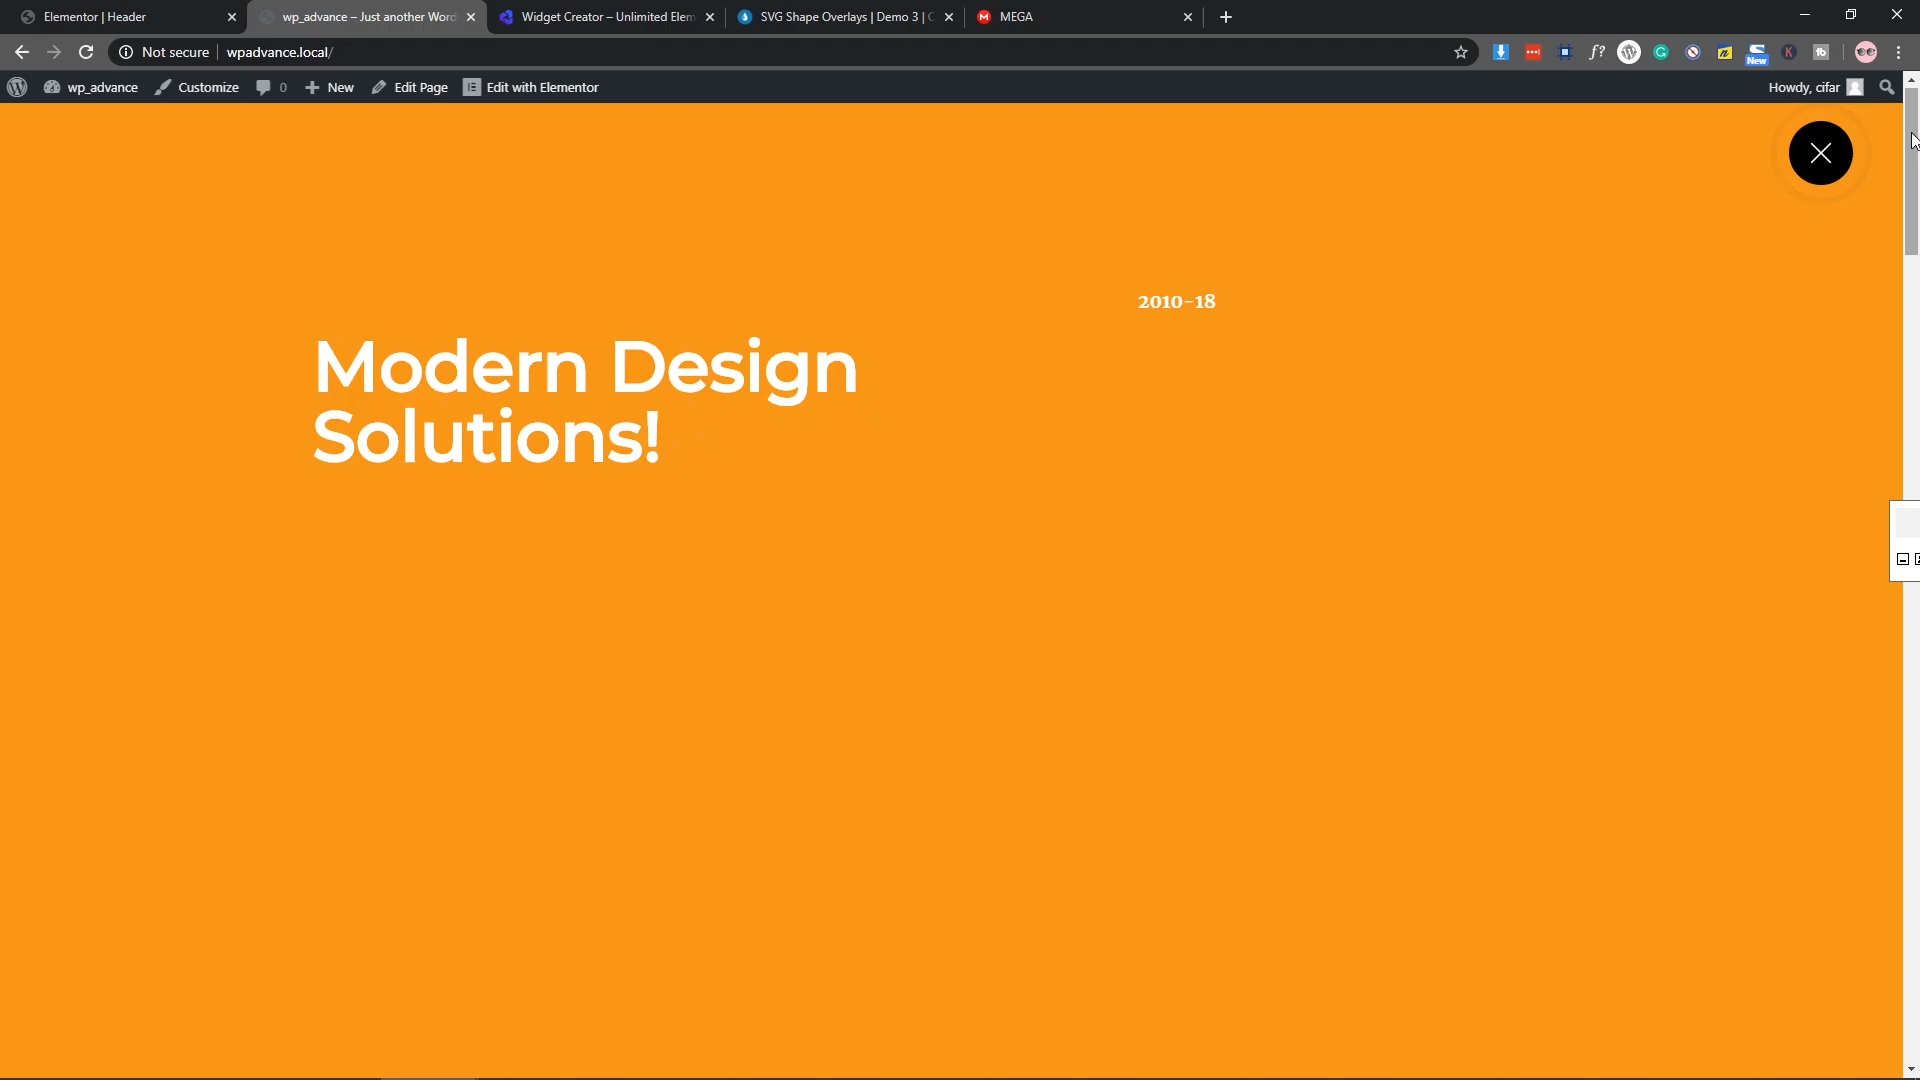 Elementor | Header
wp_advance – Just another Word
Widget Creator – Unlimited Elem
SVG Shape Overlays | Demo 3 | C
MEGA
Not secure
wpadvance.local/
f?
New
K
wp_advance
Customize
0
New
Edit Page
Edit with Elementor
Howdy, cifar
2010-18
Modern Design
Solutions!